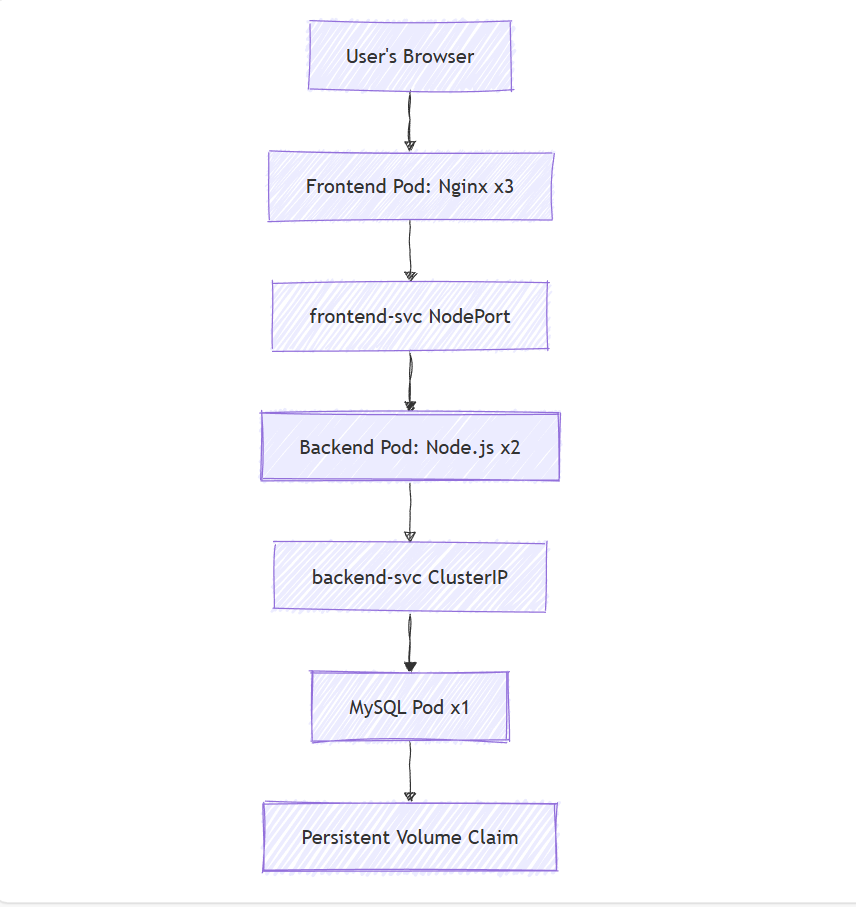 User's Browser
Frontend Pod: Nginx x3
frontend-svc NodePort
Backend Pod: Node.js x2
backend-svc ClusterIP
MySQL Pod x1
Persistent Volume Claim